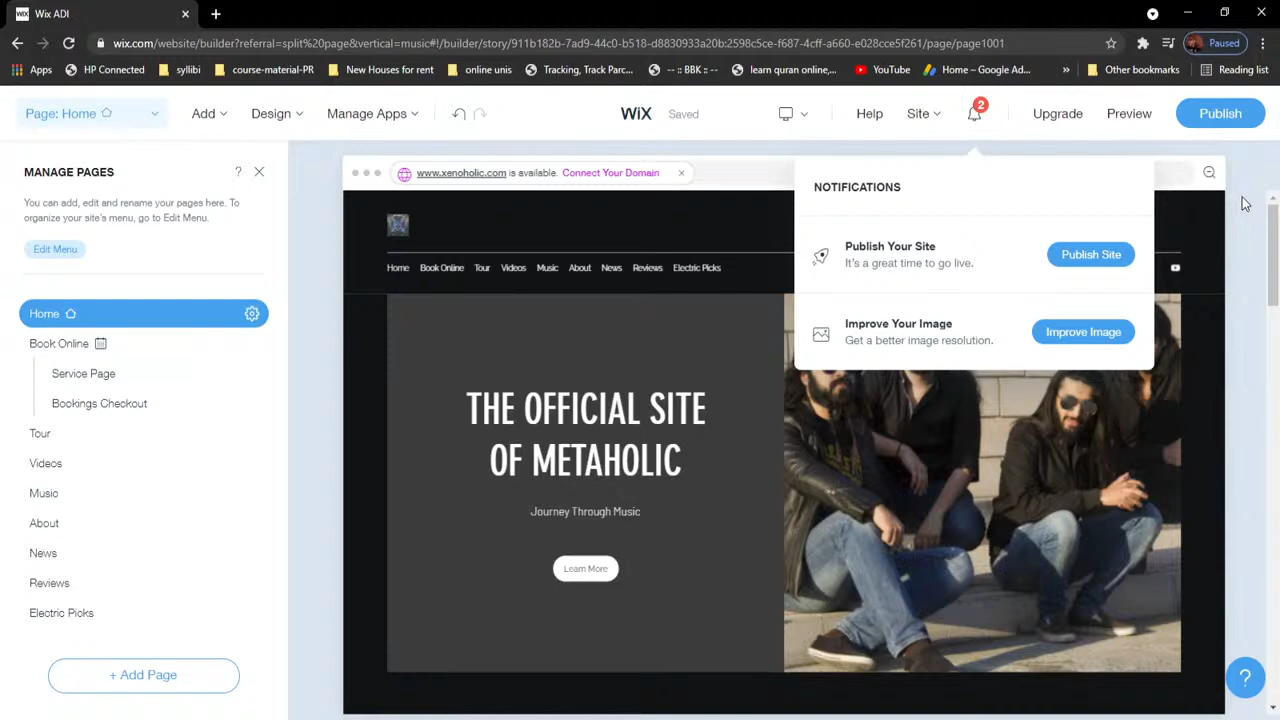 Wix ADI
wix.com/website/builder?referral=split%20page&vertical=music#!/builder/story/911b182b-7ad9-44c0-b518-d8830933a20b:2598c5ce-f687-4cff-a660-e028cce5f261/page/page1001
Paused
Apps
HP Connected
syllibi
course-material-PR
New Houses for rent
online unis
Tracking, Track Parc...
-- :: BBK :: --
learn quran online,...
YouTube
Home – Google Ad...
»
Other bookmarks
Reading list
Page: Home
Add
Design
Manage Apps
WiX
Saved
Help
Site
2
Upgrade
Preview
Publish
MANAGE PAGES
?
You can add, edit and rename your pages here. To
organize your site's menu, go to Edit Menu.
Edit Menu
Home
Book Online
Service Page
Bookings Checkout
Tour
Videos
Music
About
News
Reviews
Electric Picks
+ Add Page
www.xenoholic.com is available. Connect Your Domain
Home Book Online Tour Videos Music About News Reviews Electric Picks
THE OFFICIAL SITE
OF METAHOLIC
Journey Through Music
Learn More
NOTIFICATIONS
Publish Your Site
It's a great time to go live.
Publish Site
Improve Your Image
Get a better image resolution.
Improve Image
?